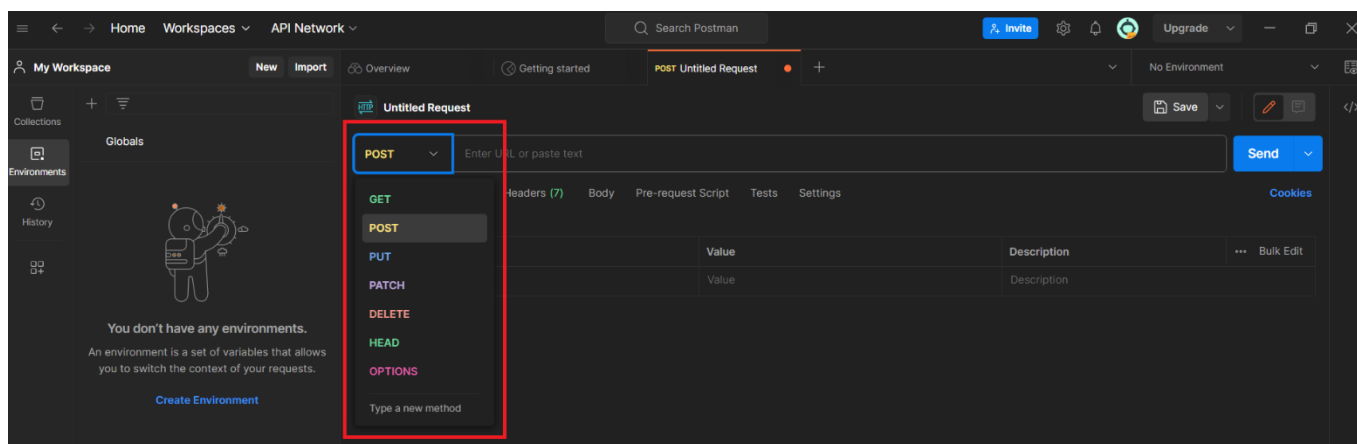 Home Workspaces API Network Search Postman Invite Upgrade
My Workspace New Import Overview Getting started POST Untitled Request No Environment
Collections
HTTP Untitled Request Save
Globals
Environments
POST Enter URL or paste text Send
History
Headers (7) Body Pre-request Script Tests Settings Cookies
GET
POST
PUT
PATCH
DELETE
HEAD
OPTIONS
Type a new method
Value Description Bulk Edit
Value Description
You don't have any environments.
An environment is a set of variables that allows
you to switch the context of your requests.
Create Environment